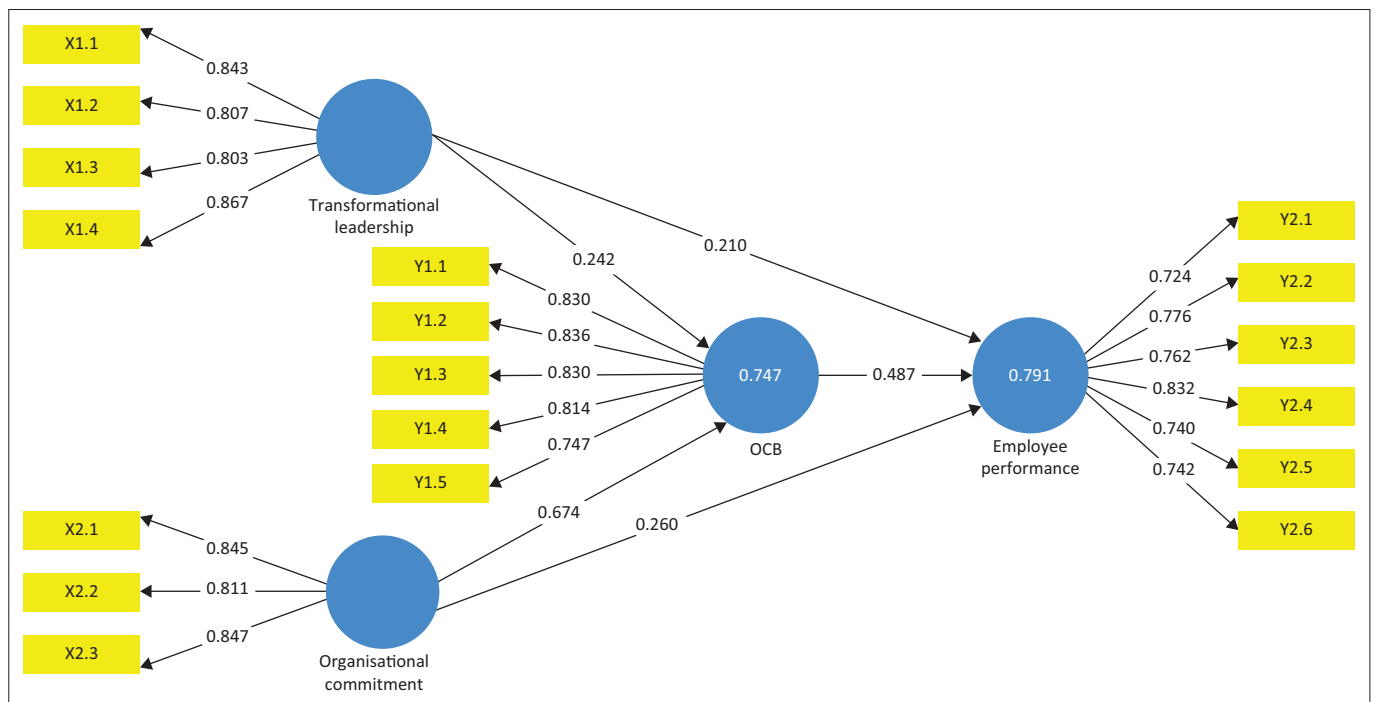 X1.1
X1.2
X1.3
X1.4
0.843
0.807
0.803
0.867
Transformational
leadership
0.242
0.210
Y1.1
Y1.2
Y1.3
Y1.4
Y1.5
0.830
0.836
0.830
0.814
0.747
0.747
OCB
0.487
0.791
Employee
performance
0.724
0.776
0.762
0.832
0.740
0.742
Y2.1
Y2.2
Y2.3
Y2.4
Y2.5
Y2.6
0.674
0.260
X2.1
X2.2
X2.3
0.845
0.811
0.847
Organisational
commitment